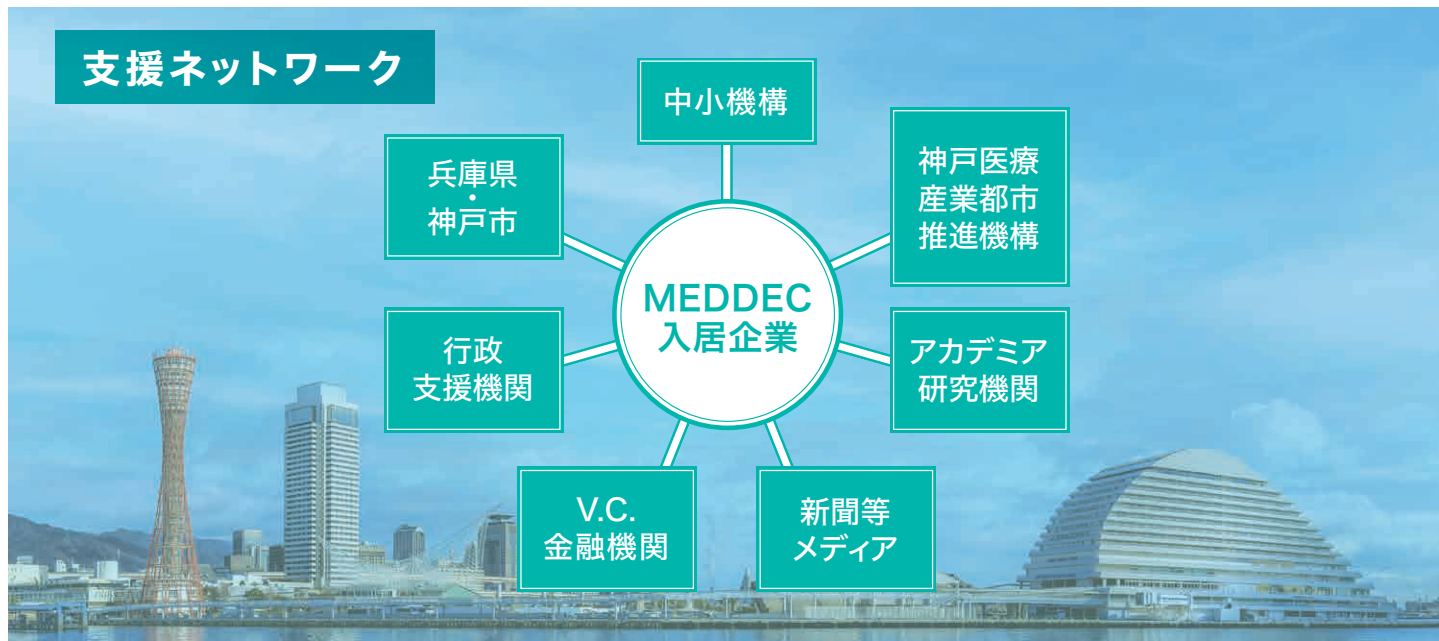 支援ネットワーク
中小機構
兵庫県
・
神戸市
神戸医療
産業都市
推進機構
MEDDEC
入居企業
行政
支援機関
アカデミア
研究機関
V.C.
金融機関
新聞等
メディア